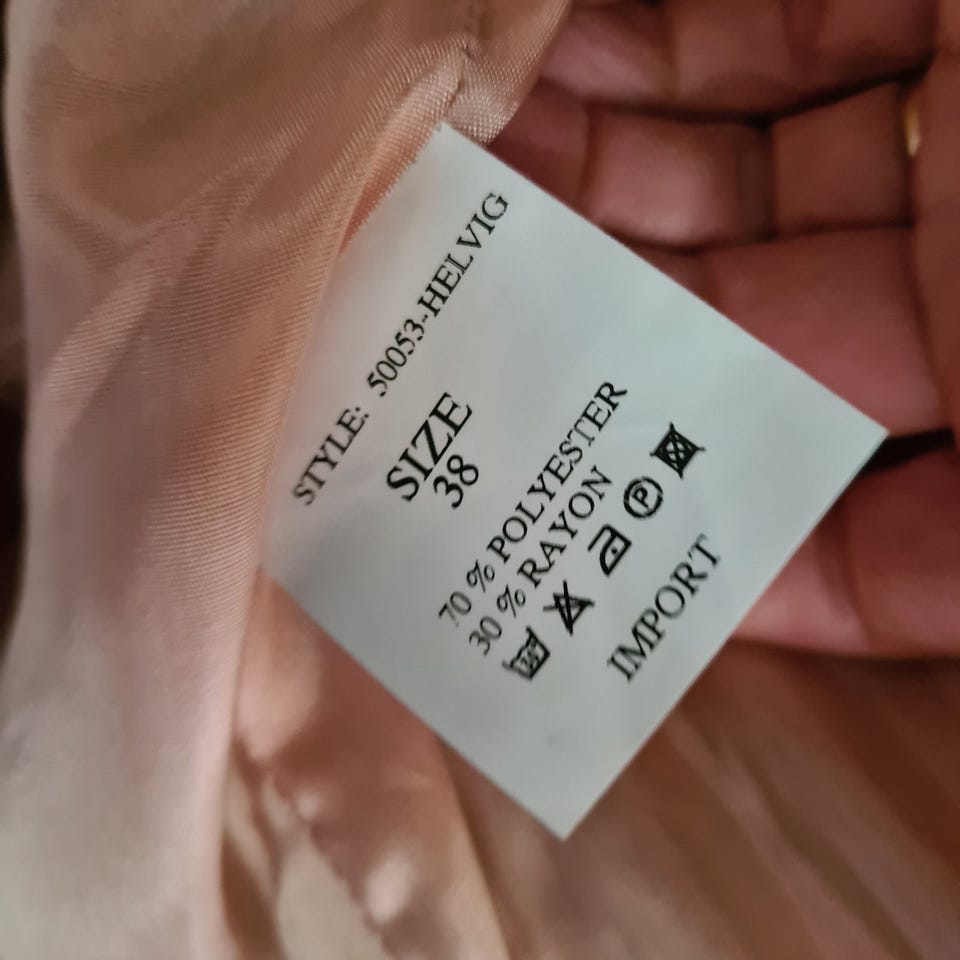 STYLE: 50053-HELVIG
SIZE
38
70 % POLYESTER
30 % RAYON
P
IMPORT